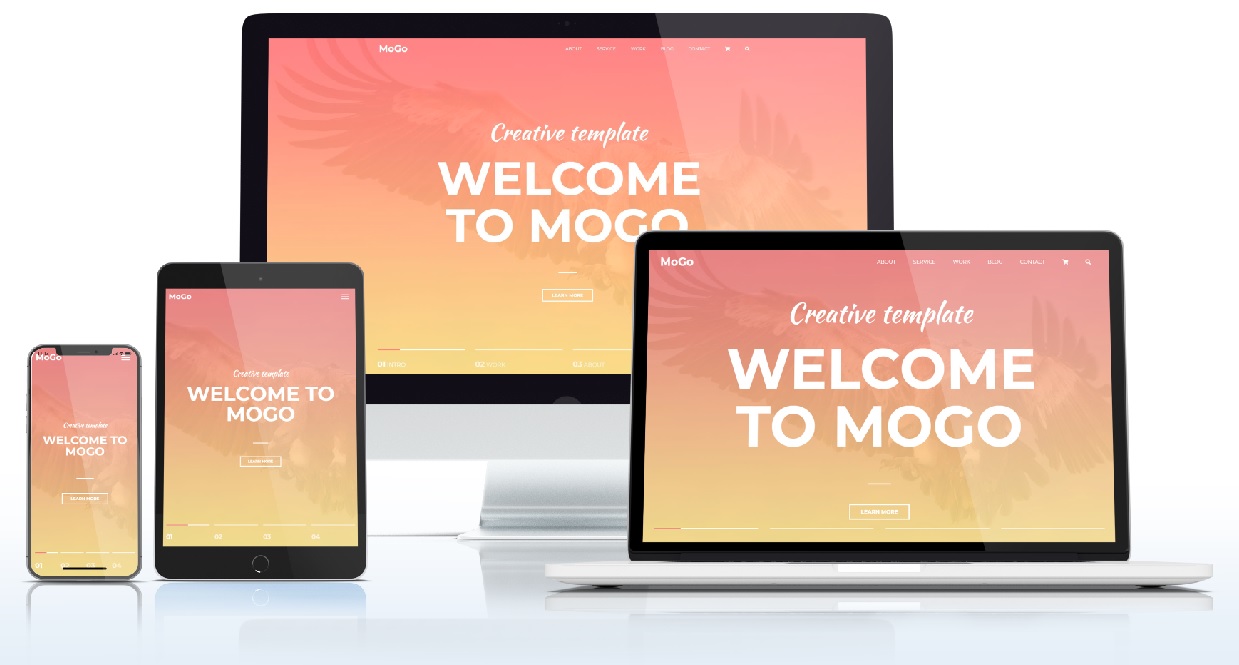 MoGo
ABOUT SERVICE WORK BLOG CONTACT
Creative template
WELCOME
TO MOGO
LEARN MORE
01 INTRO 02 WORK 03 ABOUT
MoGo
ABOUT SERVICE WORK BLOG CONTACT
Creative template
WELCOME
TO MOGO
LEARN MORE
MoGo
Creative template
WELCOME TO
MOGO
LEARN MORE
01 02 03 04
MoGo
Creative template
WELCOME TO
MOGO
LEARN MORE
01 02 03 04